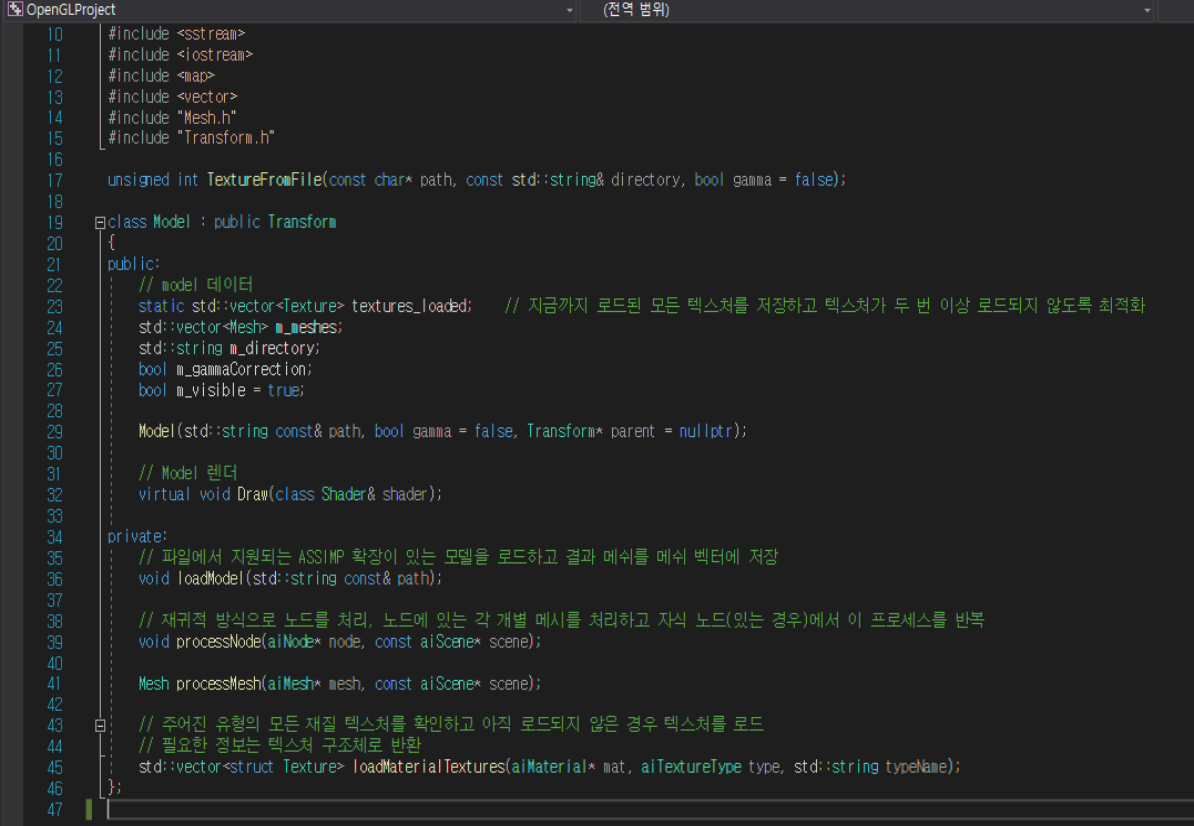 OpenGLProject (전역 범위)
10 #include <sstream>
11 #include <iostream>
12 #include <map>
13 #include <vector>
14 #include "Mesh.h"
15 #include "Transform.h"
16
17 unsigned int TextureFromFile(const char* path, const std::string& directory, bool gamma = false);
18
19 class Model : public Transform
20 {
21 public:
22 // model 데이터
23 static std::vector<Texture> textures_loaded; // 지금까지 로드된 모든 텍스처를 저장하고 텍스처가 두 번 이상 로드되지 않도록 최적화
24 std::vector<Mesh> m_meshes;
25 std::string m_directory;
26 bool m_gammaCorrection;
27 bool m_visible = true;
28
29 Model(std::string const& path, bool gamma = false, Transform* parent = nullptr);
30
31 // Model 렌더
32 virtual void Draw(class Shader& shader);
33
34 private:
35 // 파일에서 지원되는 ASSIMP 확장이 있는 모델을 로드하고 결과 메쉬를 메쉬 벡터에 저장
36 void loadModel(std::string const& path);
37
38 // 재귀적 방식으로 노드를 처리, 노드에 있는 각 개별 메시를 처리하고 자식 노드(있는 경우)에서 이 프로세스를 반복
39 void processNode(aiNode* node, const aiScene* scene);
40
41 Mesh processMesh(aiMesh* mesh, const aiScene* scene);
42
43 // 주어진 유형의 모든 재질 텍스처를 확인하고 아직 로드되지 않은 경우 텍스처를 로드
44 // 필요한 정보는 텍스처 구조체로 반환
45 std::vector<struct Texture> loadMaterialTextures(aiMaterial* mat, aiTextureType type, std::string typeName);
46 };
47